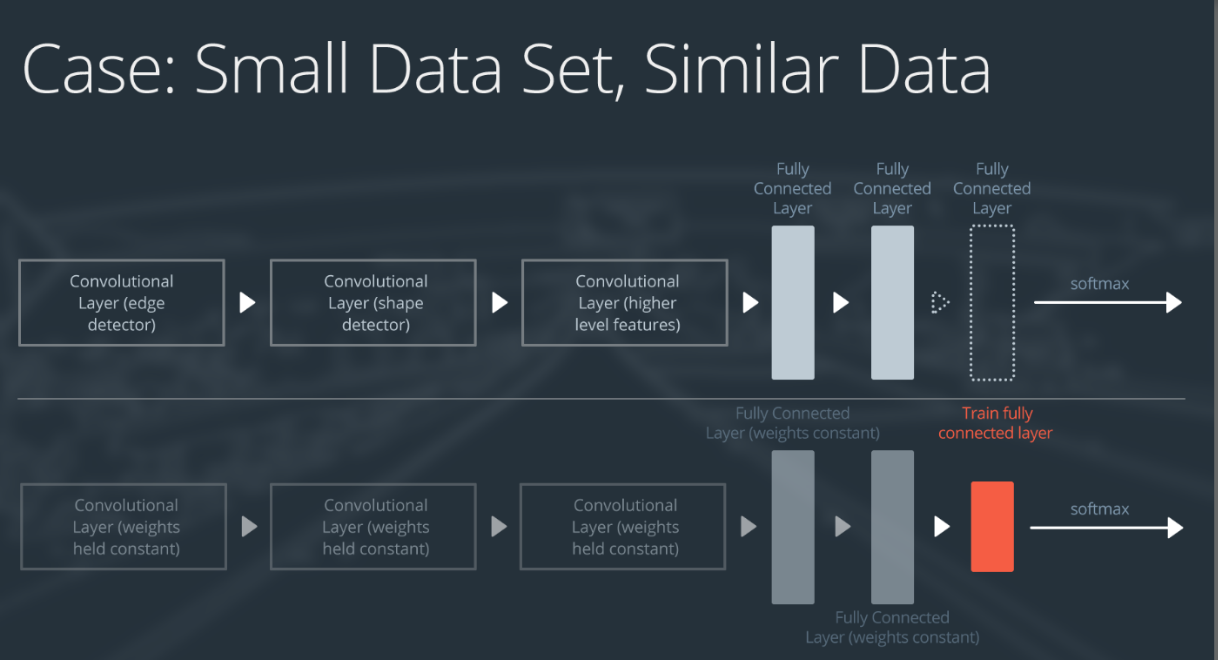 Case: Small Data Set, Similar Data
Fully
Connected
Layer
Fully
Connected
Layer
Fully
Connected
Layer
Convolutional
Layer (edge
detector)
Convolutional
Layer (shape
detector)
Convolutional
Layer (higher
level features)
softmax
Fully Connected
Layer (weights constant)
Train fully
connected layer
Convolutional
Layer (weights
held constant)
Convolutional
Layer (weights
held constant)
Convolutional
Layer (weights
held constant)
softmax
Fully Connected
Layer (weights constant)